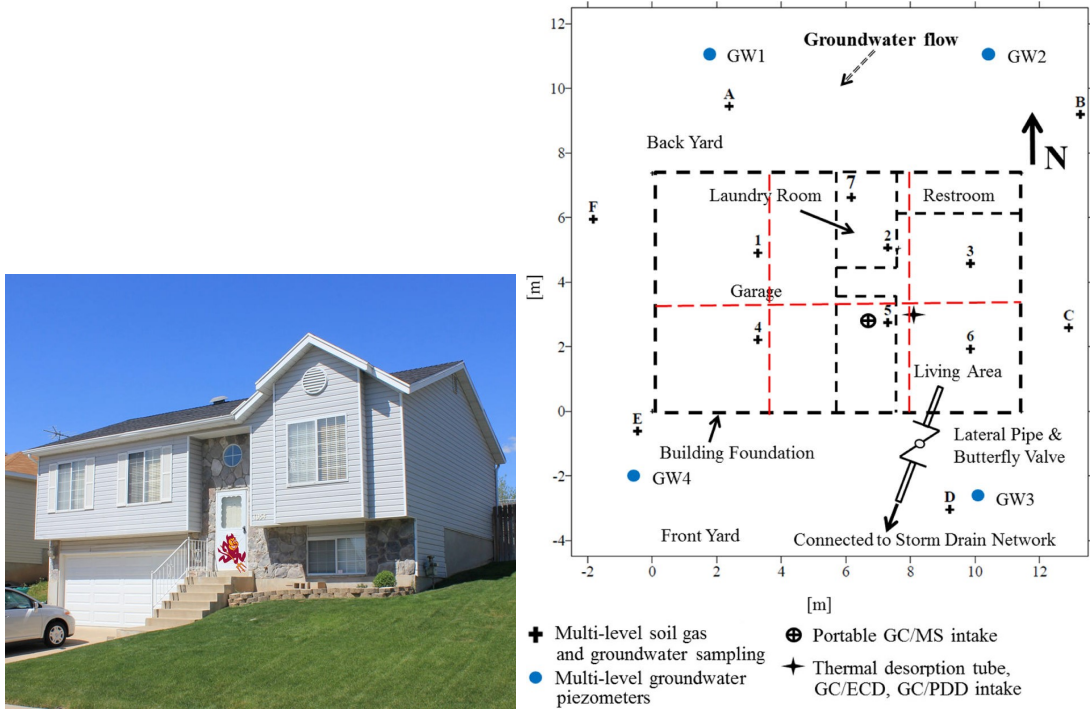 12
10
8
6
4
2
0
-2
-4
[m]
GW1
Groundwater flow
GW2
A
B
Back Yard
N
7
Laundry Room
Restroom
F
1
2
3
Garage
4
5
6
C
Living Area
E
Building Foundation
Lateral Pipe &
Butterfly Valve
GW4
D
GW3
Front Yard
Connected to Storm Drain Network
-2 0 2 4 6 8 10 12
[m]
Multi-level soil gas
and groundwater sampling
Multi-level groundwater
piezometers
Portable GC/MS intake
Thermal desorption tube,
GC/ECD, GC/PDD intake